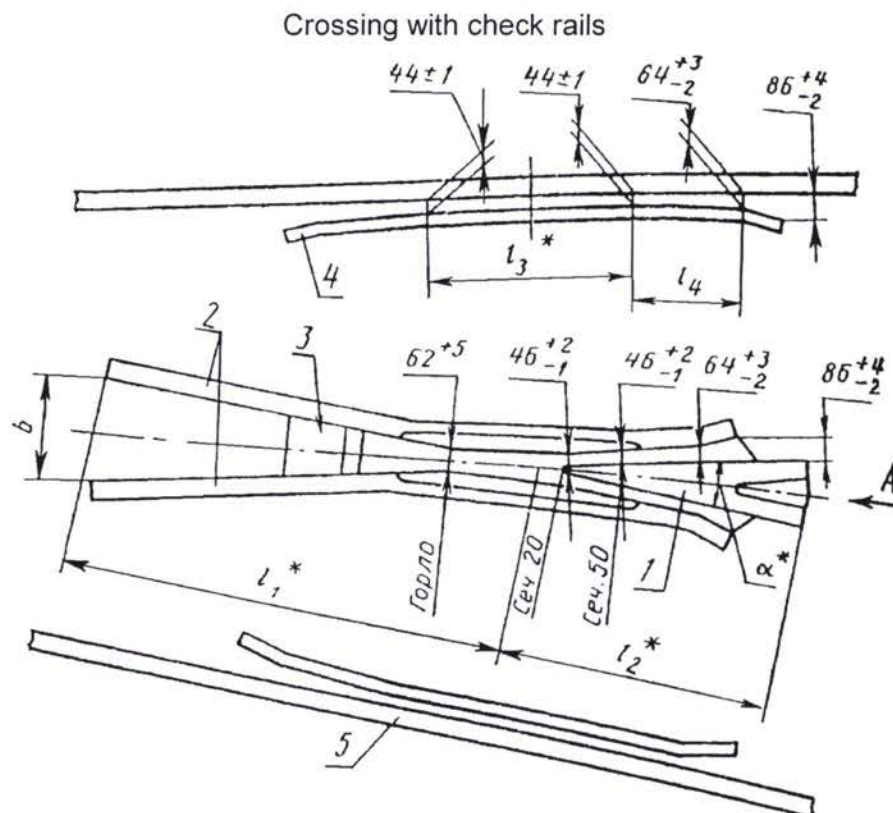 Crossing with check rails
44±1
44±1
64+3-2
86+4-2
l3*
l4
4
2
3
62+5
46+2-1
46+2-1
64+3-2
86+4-2
b
A
Горло
Сеч. 20
Сеч. 50
1
α*
l1*
l2*
5